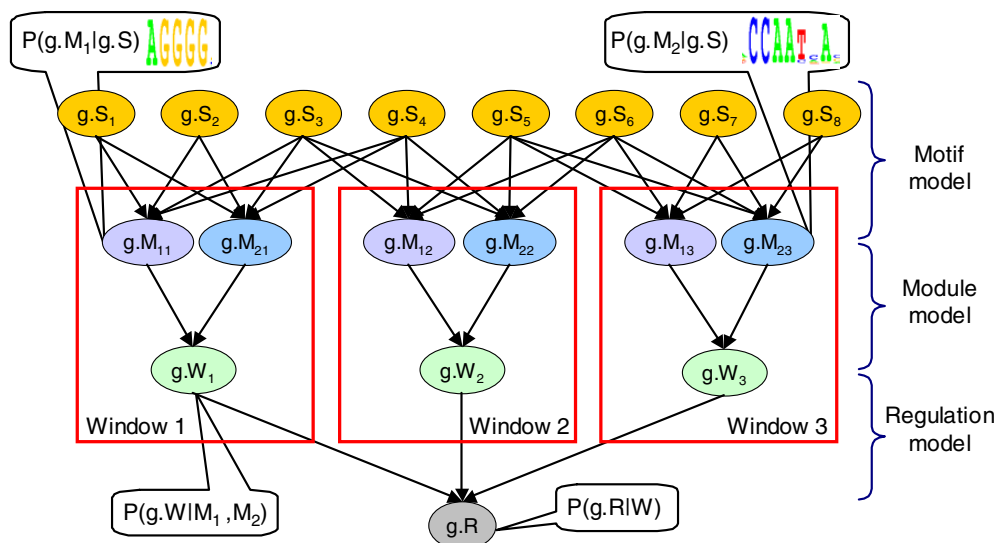 P(g.M₁|g.S) AGGGG
P(g.M₂|g.S) CCAAT A
g.S₁ g.S₂ g.S₃ g.S₄ g.S₅ g.S₆ g.S₇ g.S₈
Motif
model
g.M₁₁ g.M₂₁ g.M₁₂ g.M₂₂ g.M₁₃ g.M₂₃
Module
model
g.W₁ g.W₂ g.W₃
Window 1 Window 2 Window 3
Regulation
model
P(g.W|M₁,M₂)
P(g.R|W)
g.R